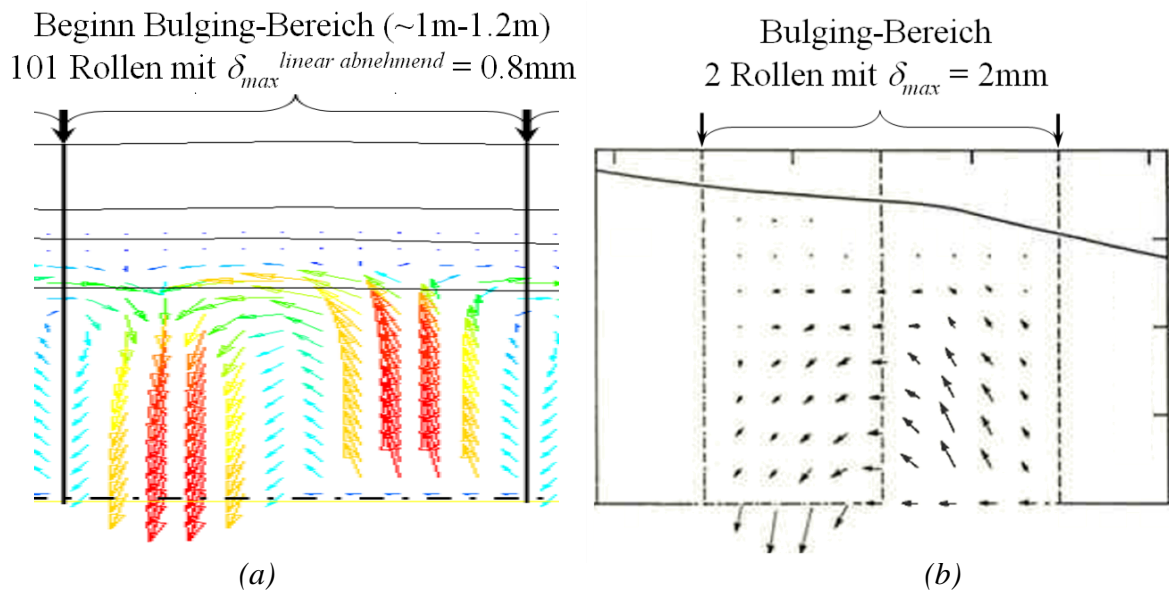 Beginn Bulging-Bereich (~1m-1.2m)
101 Rollen mit δmax linear abnehmend = 0.8mm
Bulging-Bereich
2 Rollen mit δmax = 2mm
(a)
(b)